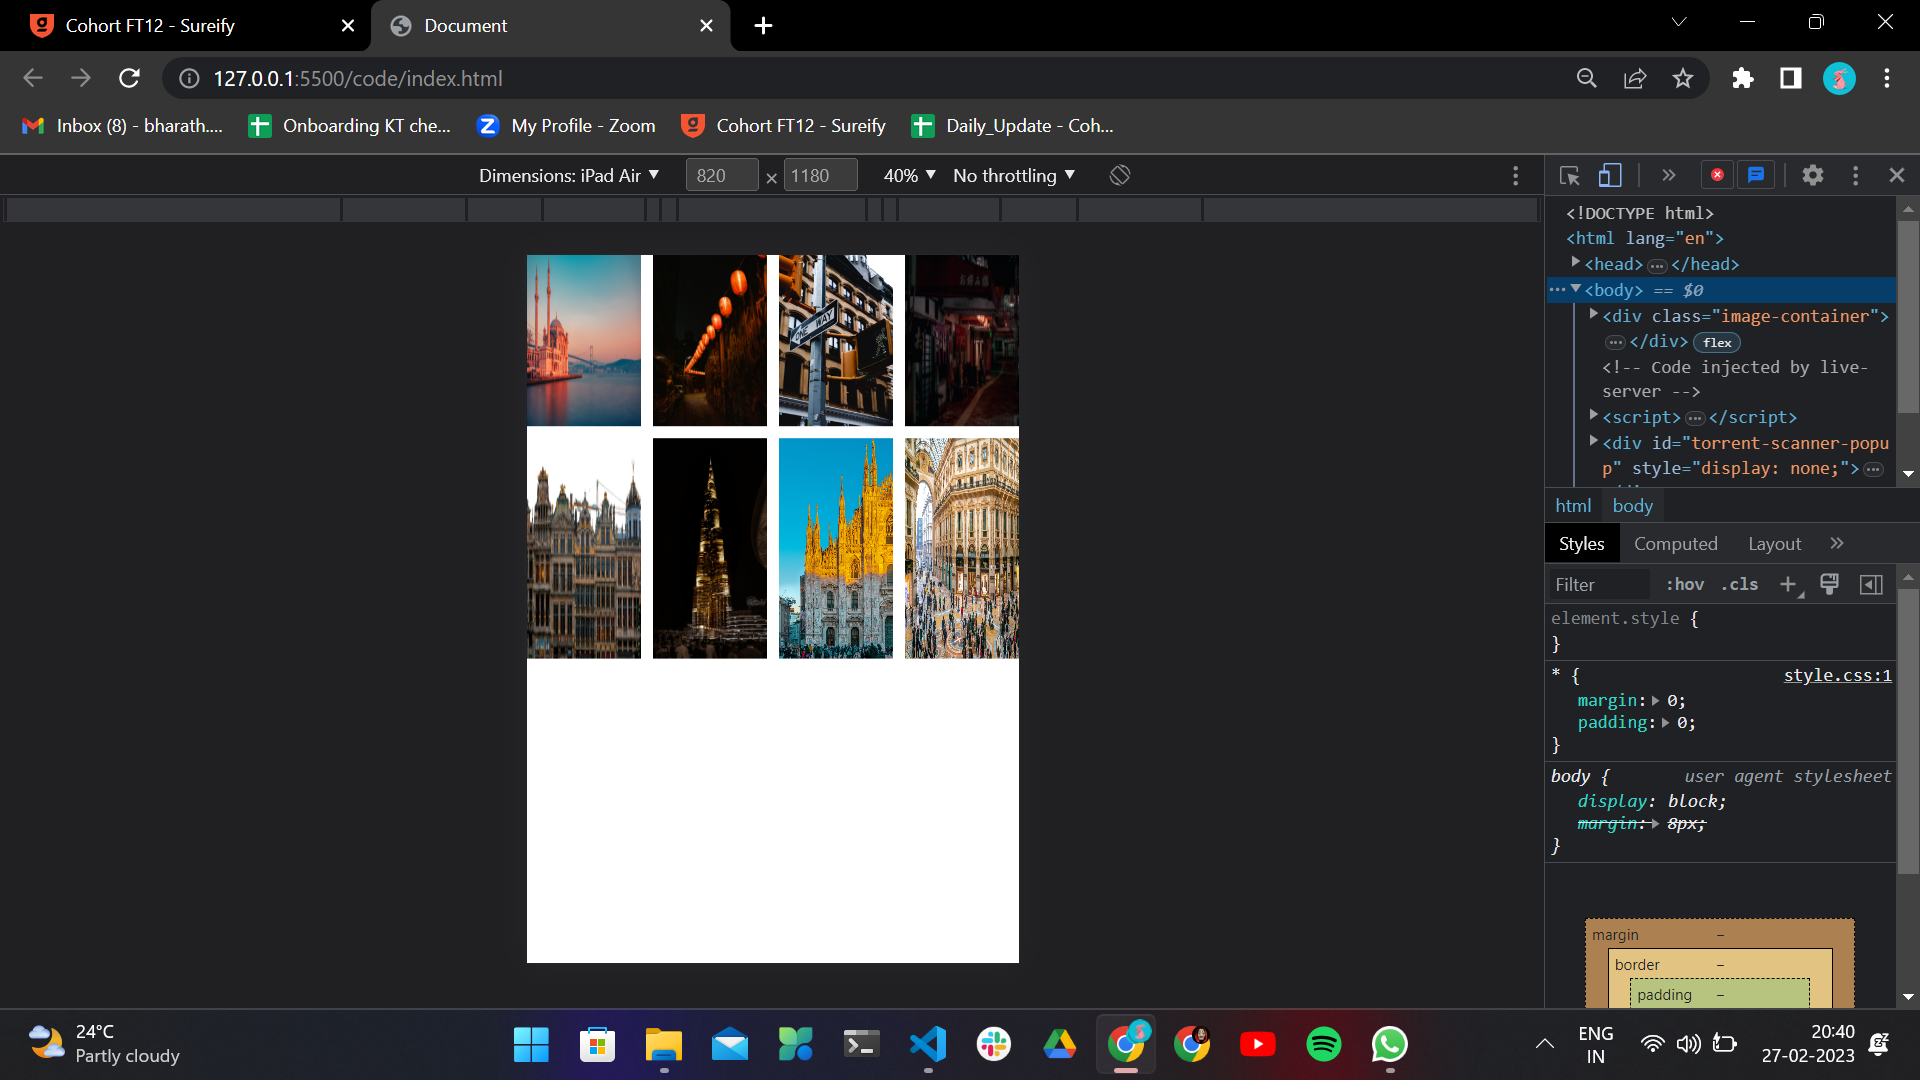 Cohort FT12 - Sureify
Document
127.0.0.1:5500/code/index.html
Inbox (8) - bharath....
Onboarding KT che...
My Profile - Zoom
Cohort FT12 - Sureify
Daily_Update - Coh...
Dimensions: iPad Air
820
×
1180
40%
No throttling
<!DOCTYPE html>
<html lang="en">
<head>
</head>
<body> == $0
<div class="image-container">
</div>
flex
<!-- Code injected by live-
server -->
<script>
</script>
<div id="torrent-scanner-popu
p" style="display: none;">
html
body
Styles
Computed
Layout
Filter
:hov
.cls
element.style {
}
* {
style.css:1
margin: 0;
padding: 0;
}
body {
user agent stylesheet
display: block;
margin: 8px;
}
margin
–
border
–
padding
–
ONE WAY
24°C
Partly cloudy
ENG
IN
20:40
27-02-2023